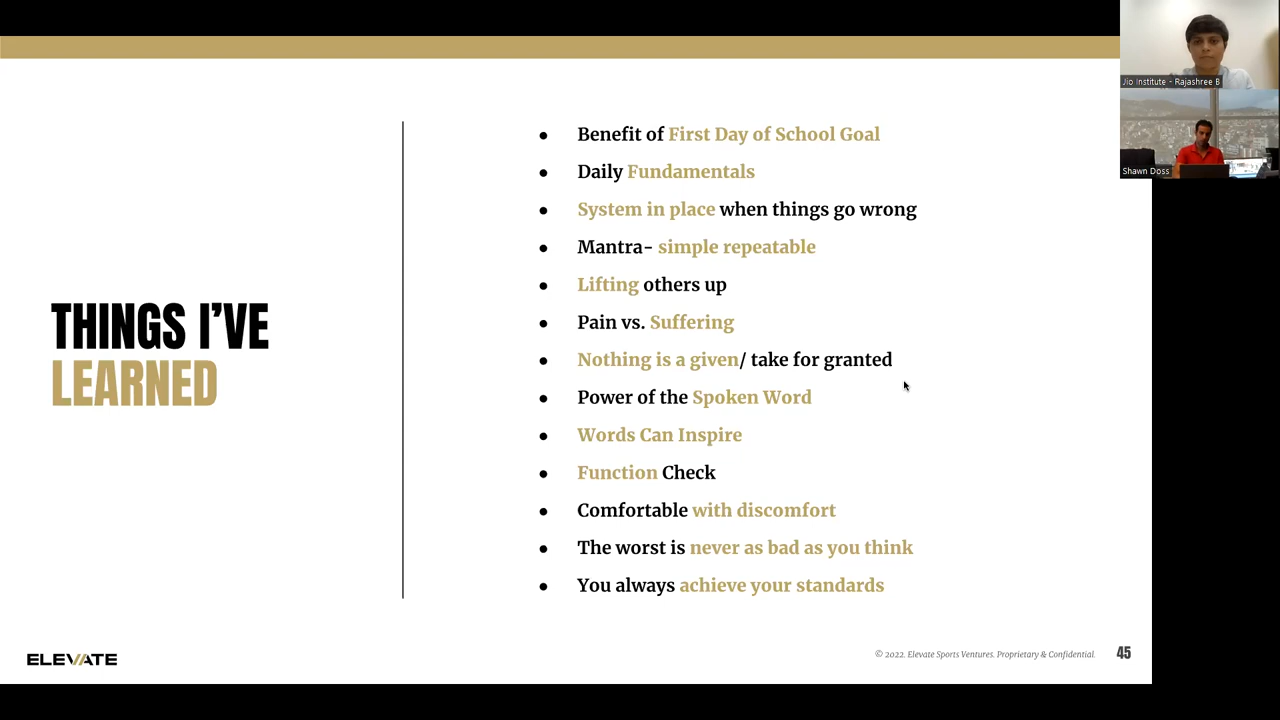 Jio Institute - Rajashree B
Shawn Doss
THINGS I'VE
LEARNED
● Benefit of First Day of School Goal
● Daily Fundamentals
● System in place when things go wrong
● Mantra- simple repeatable
● Lifting others up
● Pain vs. Suffering
● Nothing is a given/ take for granted
● Power of the Spoken Word
● Words Can Inspire
● Function Check
● Comfortable with discomfort
● The worst is never as bad as you think
● You always achieve your standards
ELEVATE
© 2022. Elevate Sports Ventures. Proprietary & Confidential.
45